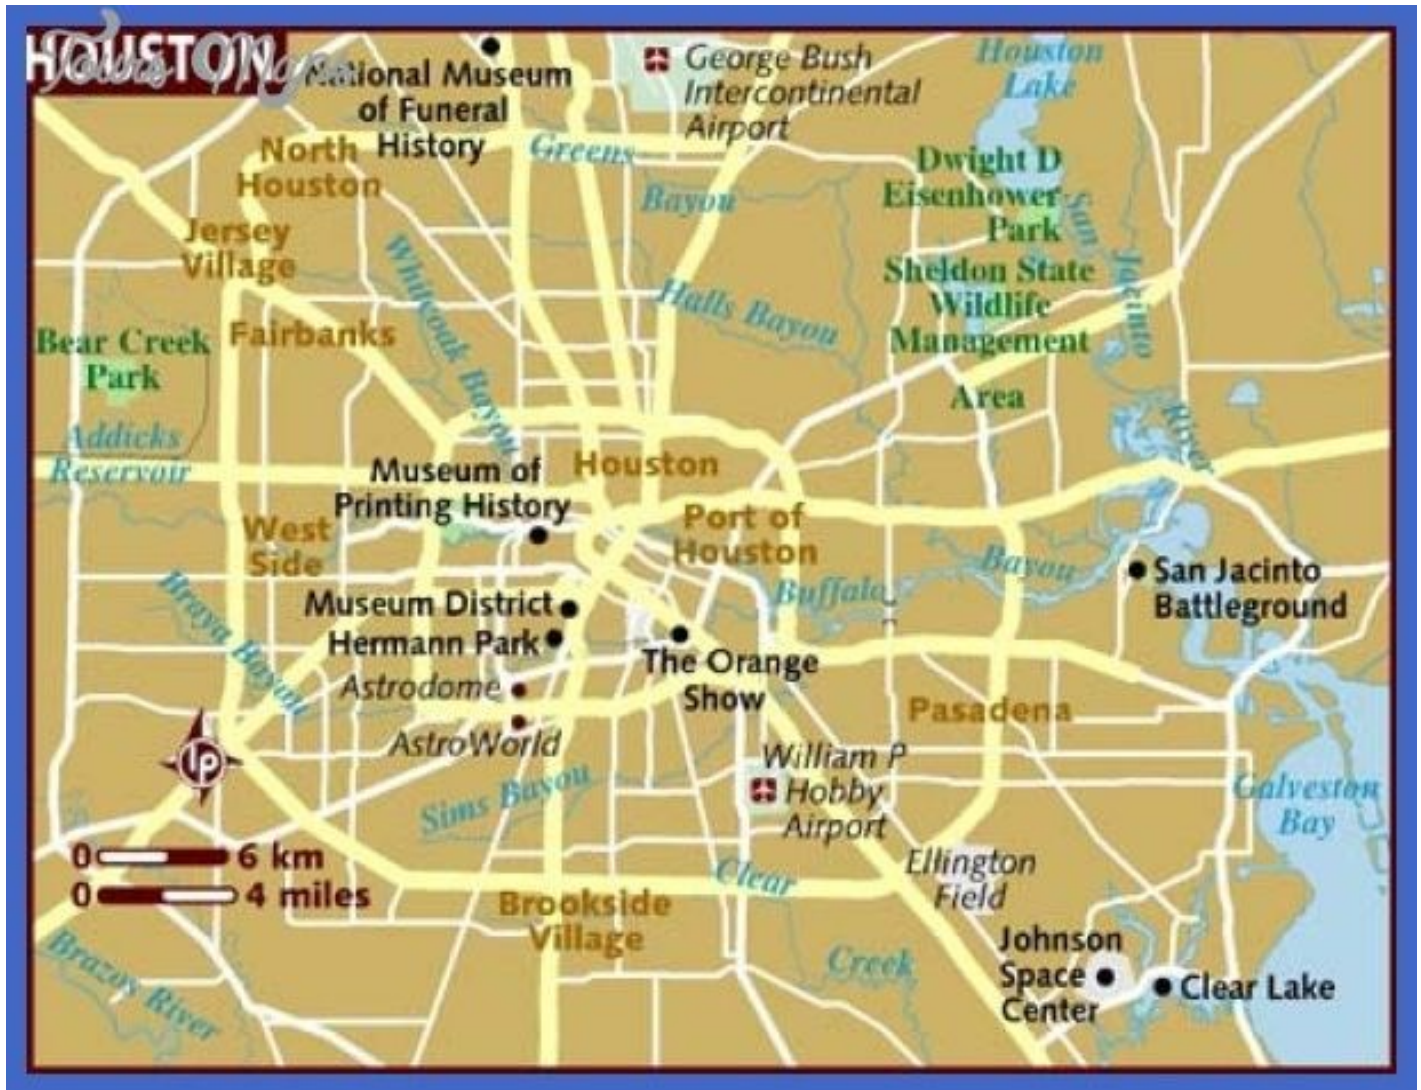 HOUSTON
National Museum
of Funeral
History
George Bush
Intercontinental
Airport
Houston
Lake
North
Houston
Greens
Bayou
Dwight D
Eisenhower
Park
San
Jacinto
River
Jersey
Village
Whiteoak Bayou
Halls Bayou
Sheldon State
Wildlife
Management
Area
Bear Creek
Park
Fairbanks
Addicks
Reservoir
Museum of
Printing History
Houston
West
Side
Port of
Houston
Buffalo
Bayou
San Jacinto
Battleground
Braya Bayou
Museum District
Hermann Park
Astrodome
AstroWorld
The Orange
Show
Pasadena
William P
Hobby
Airport
Galveston
Bay
LP
Sims Bayou
0 6 km
0 4 miles
Clear
Creek
Ellington
Field
Brookside
Village
Brazos River
Johnson
Space
Center
Clear Lake